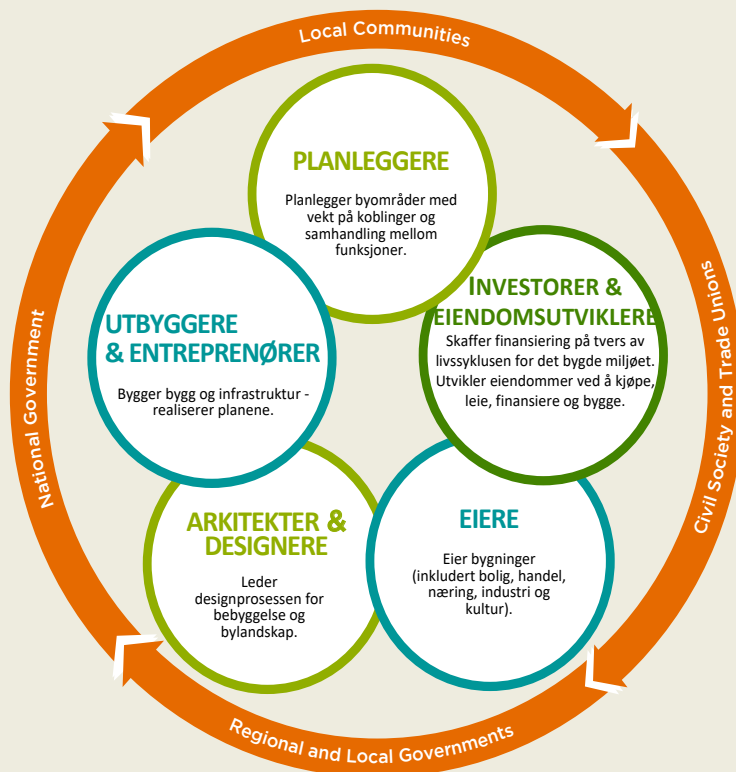 Local Communities
PLANLEGGERE
Planlegger byområder med
vekt på koblinger og
samhandling mellom
funksjoner.
INVESTORER &
EIENDOMSUTVIKLERE
Skaffer finansiering på tvers av
livssyklusen for det bygde miljøet.
Utvikler eiendommer ved å kjøpe,
leie, finansiere og bygge.
UTBYGGERE
& ENTREPRENØRER
Bygger bygg og infrastruktur -
realiserer planene.
ARKITEKTER &
DESIGNERE
Leder
designprosessen for
bebyggelse og
bylandskap.
EIERE
Eier bygninger
(inkludert bolig, handel,
næring, industri og
kultur).
National Government
Civil Society and Trade Unions
Regional and Local Governments